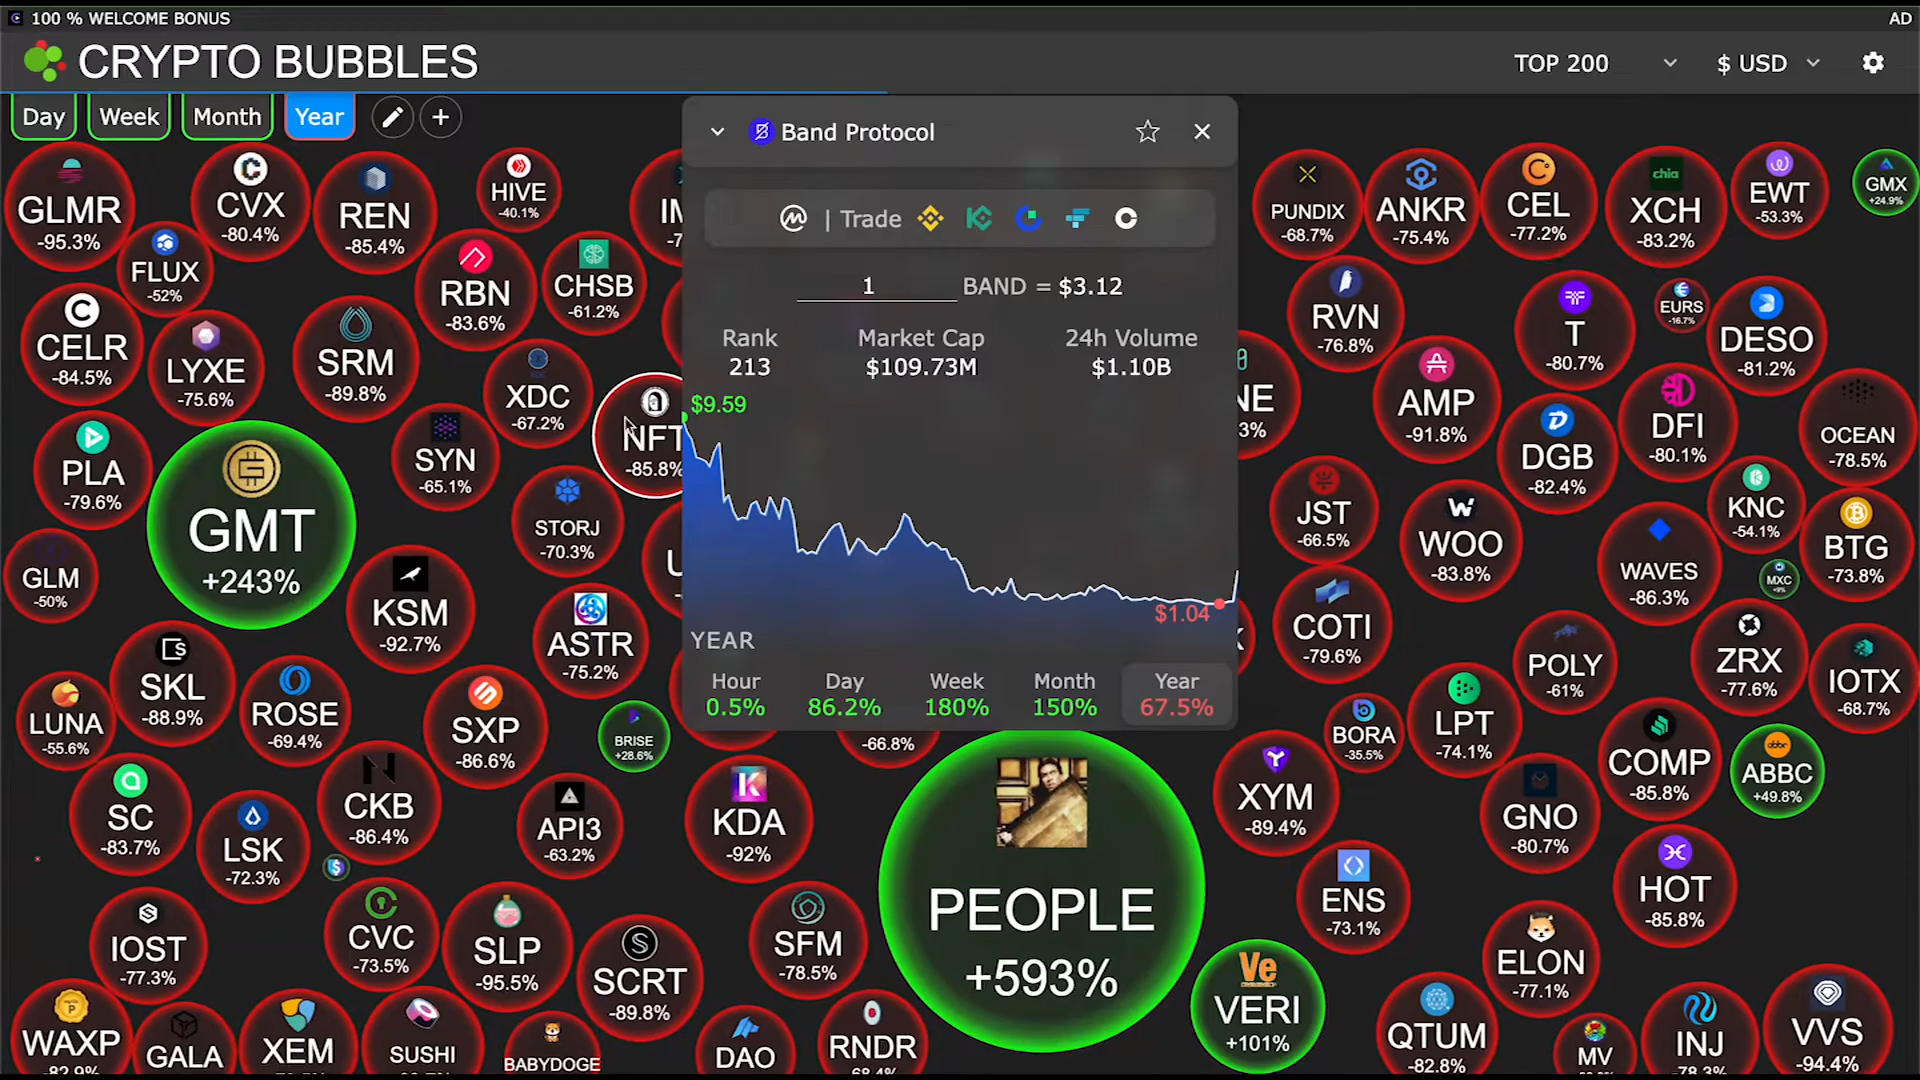 100 % WELCOME BONUS
AD
CRYPTO BUBBLES
TOP 200
$ USD
Day
Week
Month
Year
Band Protocol
| Trade
1
BAND = $3.12
Rank
Market Cap
24h Volume
213
$109.73M
$1.10B
$9.59
$1.04
YEAR
Hour
Day
Week
Month
Year
0.5%
86.2%
180%
150%
67.5%
GLMR
-95.3%
CVX
-80.4%
REN
-85.4%
HIVE
-40.1%
FLUX
-52%
RBN
-83.6%
CHSB
-61.2%
CELR
-84.5%
LYXE
-75.6%
SRM
-89.8%
XDC
-67.2%
NFT
-85.8%
PLA
-79.6%
GMT
+243%
SYN
-65.1%
STORJ
-70.3%
GLM
-50%
KSM
-92.7%
ASTR
-75.2%
SKL
-88.9%
ROSE
-69.4%
LUNA
-55.6%
SXP
-86.6%
BRISE
+28.6%
SC
-83.7%
LSK
-72.3%
CKB
-86.4%
API3
-63.2%
KDA
-92%
-66.8%
IOST
-77.3%
CVC
-73.5%
SLP
-95.5%
SCRT
-89.8%
SFM
-78.5%
PEOPLE
+593%
VERI
+101%
WAXP
-82.9%
GALA
XEM
SUSHI
BABYDOGE
DAO
RNDR
-68.4%
PUNDIX
-68.7%
ANKR
-75.4%
CEL
-77.2%
chia
XCH
-83.2%
EWT
-53.3%
GMX
+24.9%
RVN
-76.8%
T
-80.7%
EURS
-16.7%
DESO
-81.2%
AMP
-91.8%
DGB
-82.4%
DFI
-80.1%
OCEAN
-78.5%
JST
-66.5%
WOO
-83.8%
WAVES
-86.3%
KNC
-54.1%
MXC
+9%
BTG
-73.8%
COTI
-79.6%
POLY
-61%
ZRX
-77.6%
IOTX
-68.7%
BORA
-35.5%
LPT
-74.1%
COMP
-85.8%
abbc
ABBC
+49.8%
XYM
-89.4%
GNO
-80.7%
ENS
-73.1%
HOT
-85.8%
ELON
-77.1%
QTUM
-82.8%
MV
INJ
-78.3%
VVS
-94.4%